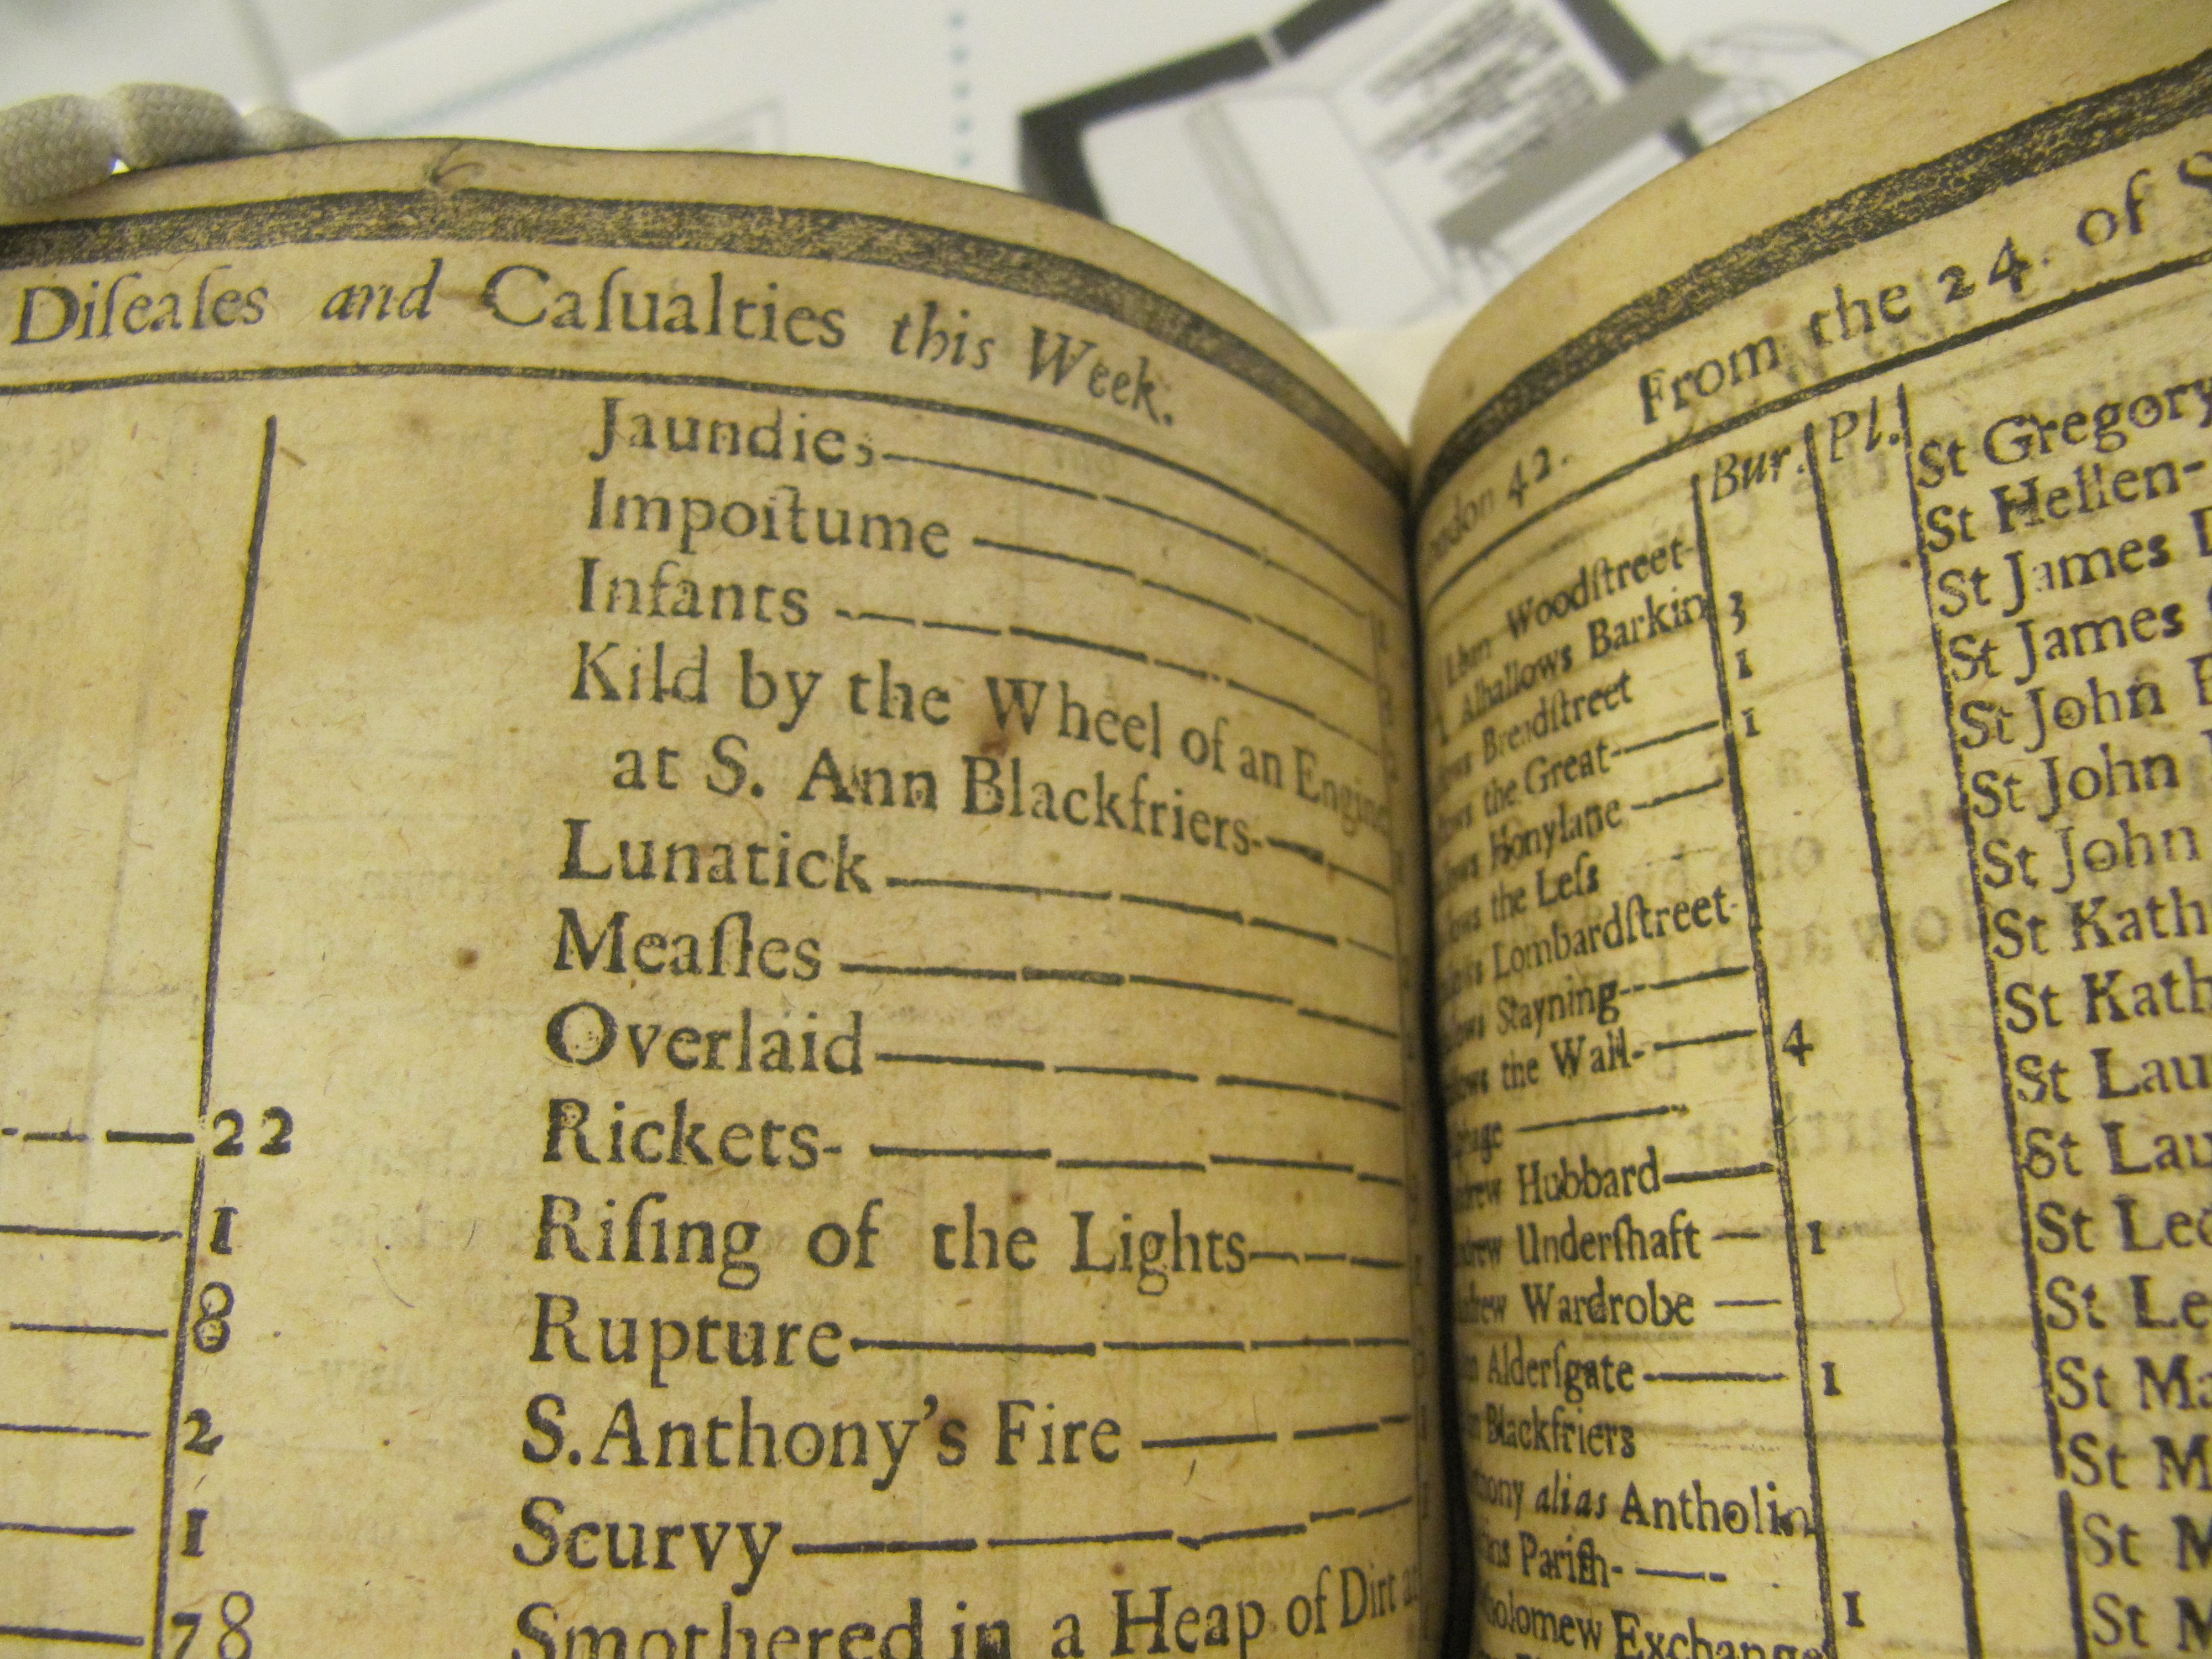 Diſeaſes and Caſualties this Week.
22
1
8
2
1
78
Jaundies
Impoſtume
Infants
Kild by the Wheel of an Engine
at S. Ann Blackfriers
Lunatick
Meaſles
Overlaid
Rickets
Riſing of the Lights
Rupture
S. Anthony's Fire
Scurvy
Smothered in a Heap of Dirt
42. From the 24. of
Bur. Pl.
Woodſtreet
Alhallows Barkin 3
Breadſtreet 1
the Great 1
Honylane
the Leſs
Lombardſtreet
Stayning
the Wall 4
Hubbard
Underſhaft 1
Wardrobe
Alderſgate 1
Blackfriers
alias Antholin
Pariſh
Exchange 1
St Gregory
St Hellen
St James
St James
St John
St John
St John
St Kath
St Kath
St Lau
St Lau
St
St Le
St Ma
St M
St M
St M